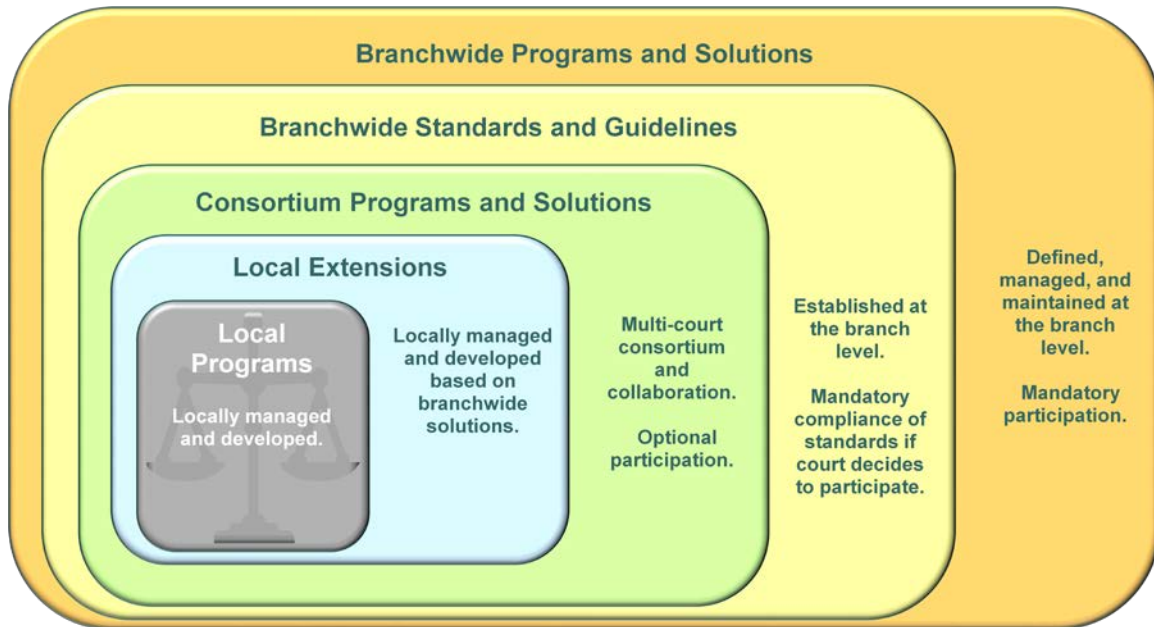 Branchwide Programs and Solutions
Branchwide Standards and Guidelines
Consortium Programs and Solutions
Local Extensions
Local
Programs
Locally managed
and developed.
Locally managed
and developed
based on
branchwide
solutions.
Multi-court
consortium
and
collaboration.
Optional
participation.
Established at
the branch
level.
Mandatory
compliance of
standards if
court decides
to participate.
Defined,
managed, and
maintained at
the branch
level.
Mandatory
participation.